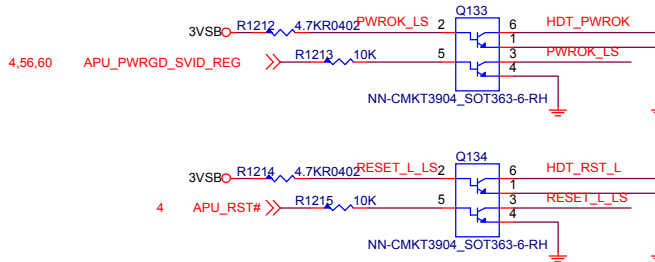 Q133
3VSB R1212 4.7KR0402 PWROK_LS 2 6 HDT_PWROK
1
4,56,60 APU_PWRGD_SVID_REG R1213 10K 5 3 PWROK_LS
4
NN-CMKT3904_SOT363-6-RH
Q134
3VSB R1214 4.7KR0402 RESET_L_LS 2 6 HDT_RST_L
1
4 APU_RST# R1215 10K 5 3 RESET_L_LS
4
NN-CMKT3904_SOT363-6-RH